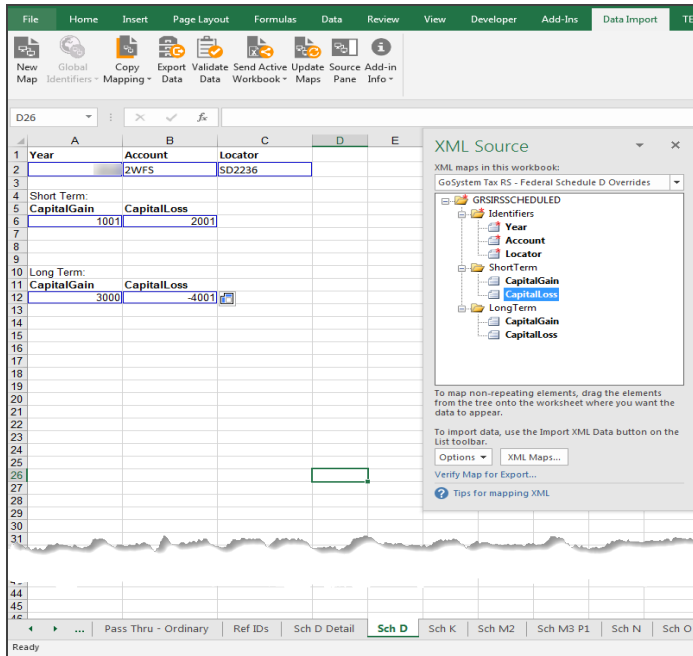 File Home Insert Page Layout Formulas Data Review View Developer Add-Ins Data Import TE
New Map
Global Identifiers
Copy Mapping
Export Data
Validate Data
Send Active Workbook
Update Maps
Source Pane
Add-in Info
D26 fx
A B C D E
1 Year Account Locator
2 2WFS SD2236
3
4 Short Term:
5 CapitalGain CapitalLoss
6 1001 2001
7
8
9
10 Long Term:
11 CapitalGain CapitalLoss
12 3000 -4001
13
14
15
16
17
18
19
20
21
22
23
24
25
26
27
28
29
30
31
44
45
XML Source
XML maps in this workbook:
GoSystem Tax RS - Federal Schedule D Overrides
GRSIRSSCHEDULED
Identifiers
Year
Account
Locator
ShortTerm
CapitalGain
CapitalLoss
LongTerm
CapitalGain
CapitalLoss
To map non-repeating elements, drag the elements
from the tree onto the worksheet where you want the
data to appear.
To import data, use the Import XML Data button on the
List toolbar.
Options XML Maps...
Verify Map for Export...
Tips for mapping XML
... Pass Thru - Ordinary Ref IDs Sch D Detail Sch D Sch K Sch M2 Sch M3 P1 Sch N Sch O
Ready